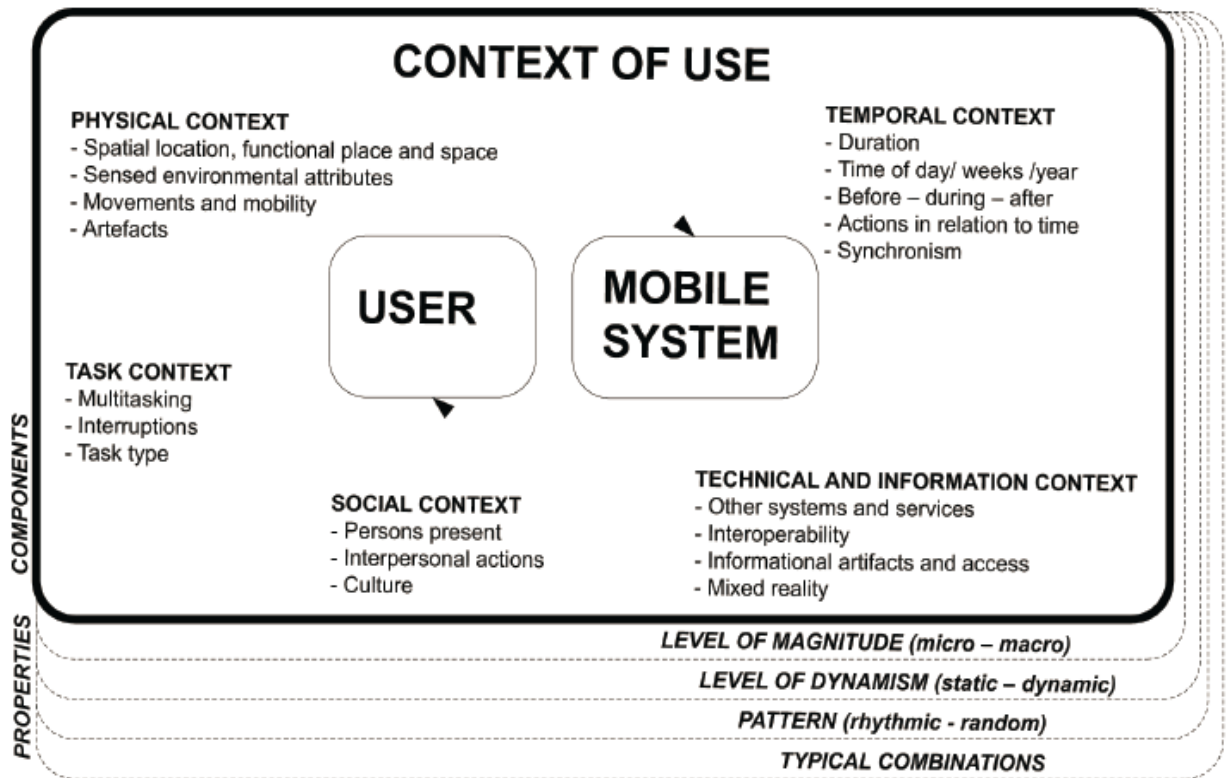 CONTEXT OF USE
PHYSICAL CONTEXT
- Spatial location, functional place and space
- Sensed environmental attributes
- Movements and mobility
- Artefacts
TEMPORAL CONTEXT
- Duration
- Time of day/ weeks /year
- Before – during – after
- Actions in relation to time
- Synchronism
USER
MOBILE
SYSTEM
TASK CONTEXT
- Multitasking
- Interruptions
- Task type
SOCIAL CONTEXT
- Persons present
- Interpersonal actions
- Culture
TECHNICAL AND INFORMATION CONTEXT
- Other systems and services
- Interoperability
- Informational artifacts and access
- Mixed reality
COMPONENTS
PROPERTIES
LEVEL OF MAGNITUDE (micro – macro)
LEVEL OF DYNAMISM (static – dynamic)
PATTERN (rhythmic - random)
TYPICAL COMBINATIONS